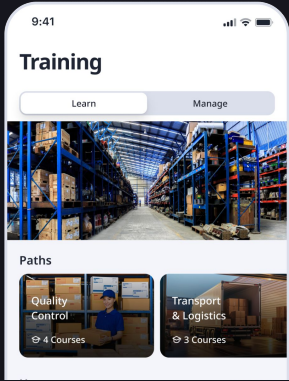 9:41
Training
Learn
Manage
Paths
Quality
Control
4 Courses
Transport
& Logistics
3 Courses